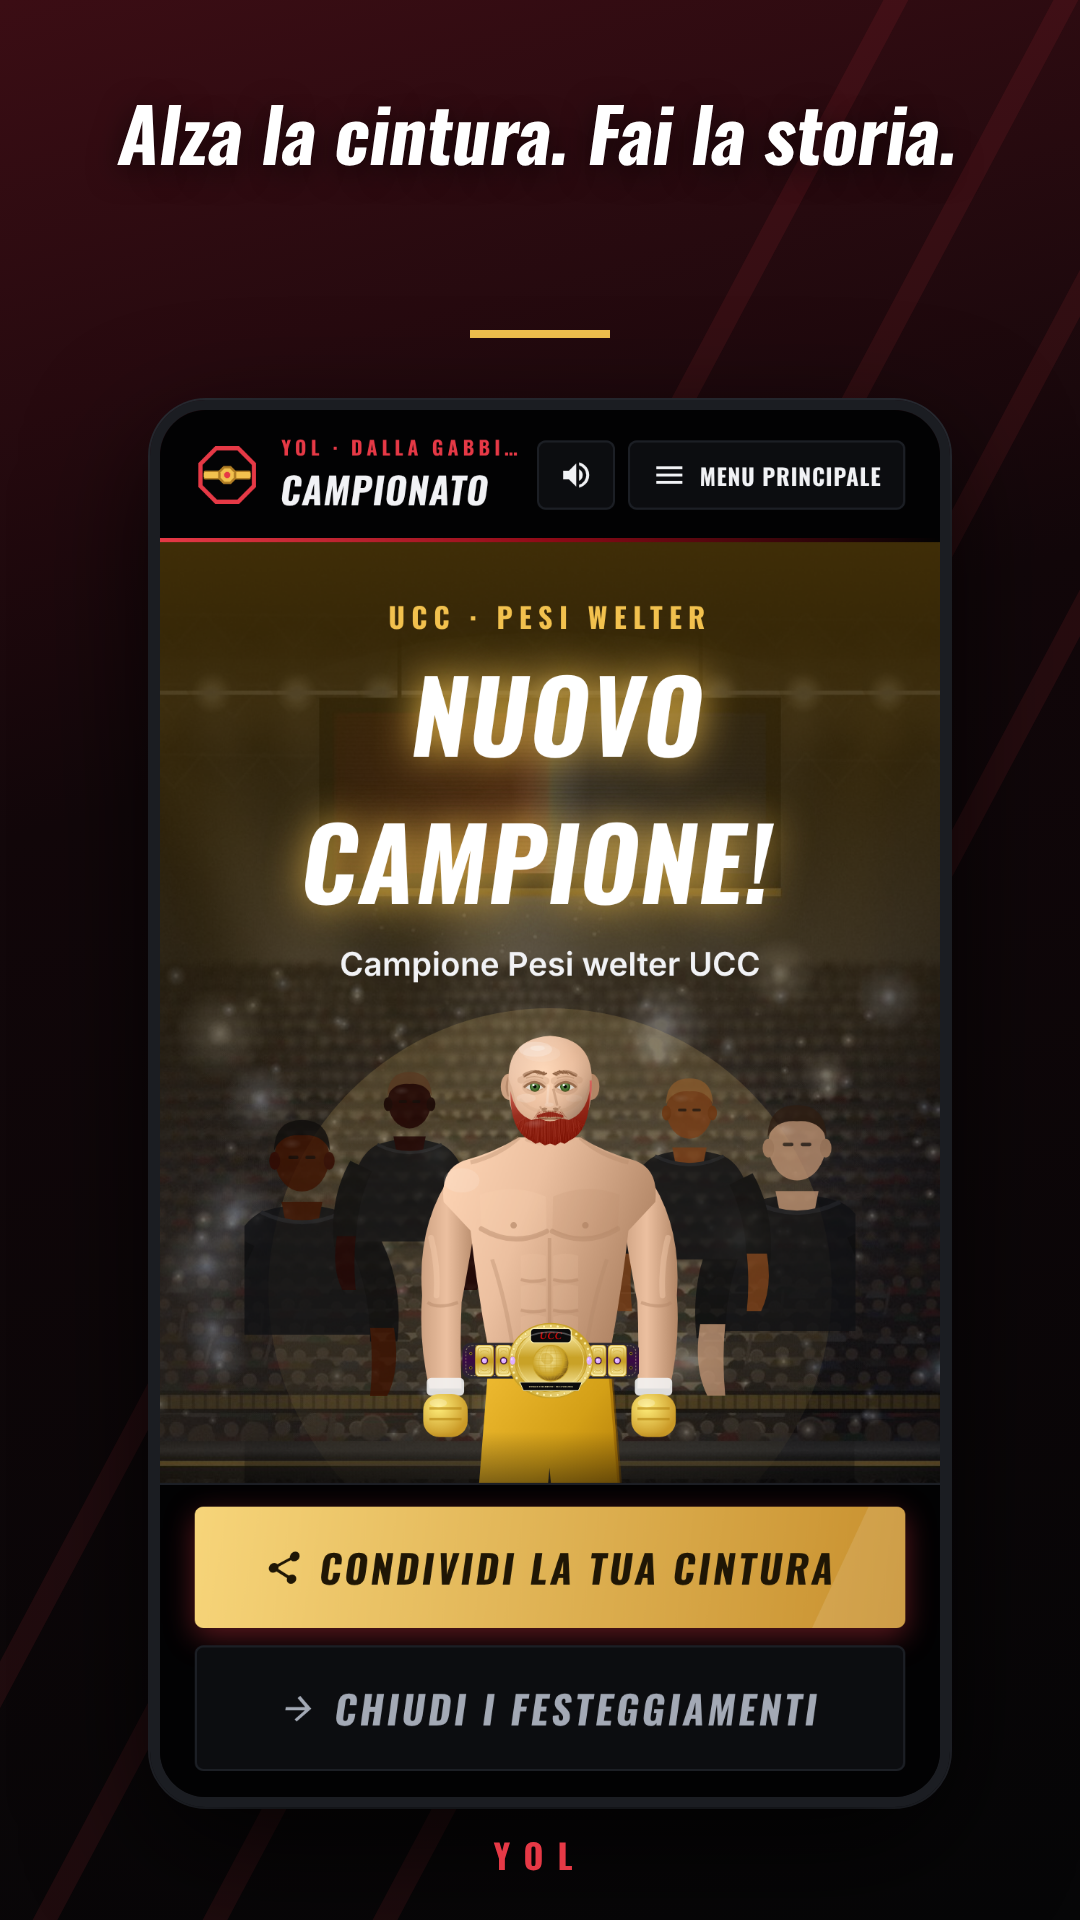 Alza la cintura. Fai la storia.
YOL · DALLA GABBI...
CAMPIONATO
MENU PRINCIPALE
UCC · PESI WELTER
NUOVO
CAMPIONE!
Campione Pesi welter UCC
UCC
CONDIVIDI LA TUA CINTURA
CHIUDI I FESTEGGIAMENTI
YOL